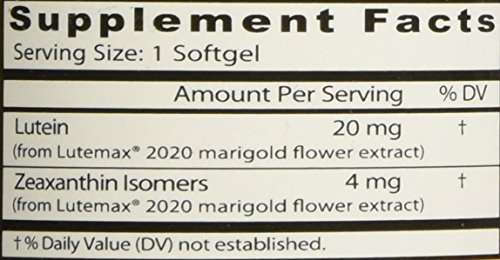 Supplement Facts
Serving Size: 1 Softgel
Amount Per Serving % DV
Lutein 20 mg †
(from Lutemax® 2020 marigold flower extract)
Zeaxanthin Isomers 4 mg †
(from Lutemax® 2020 marigold flower extract)
†% Daily Value (DV) not established.